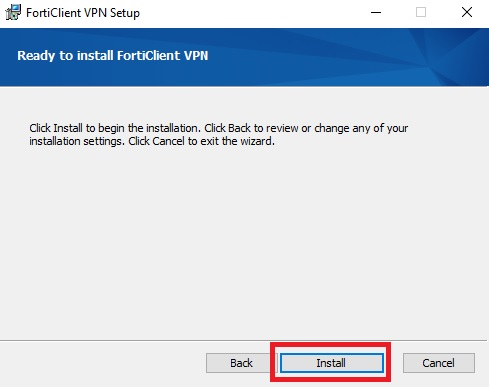 FortiClient VPN Setup
Ready to install FortiClient VPN
Click Install to begin the installation. Click Back to review or change any of your
installation settings. Click Cancel to exit the wizard.
Back Install Cancel